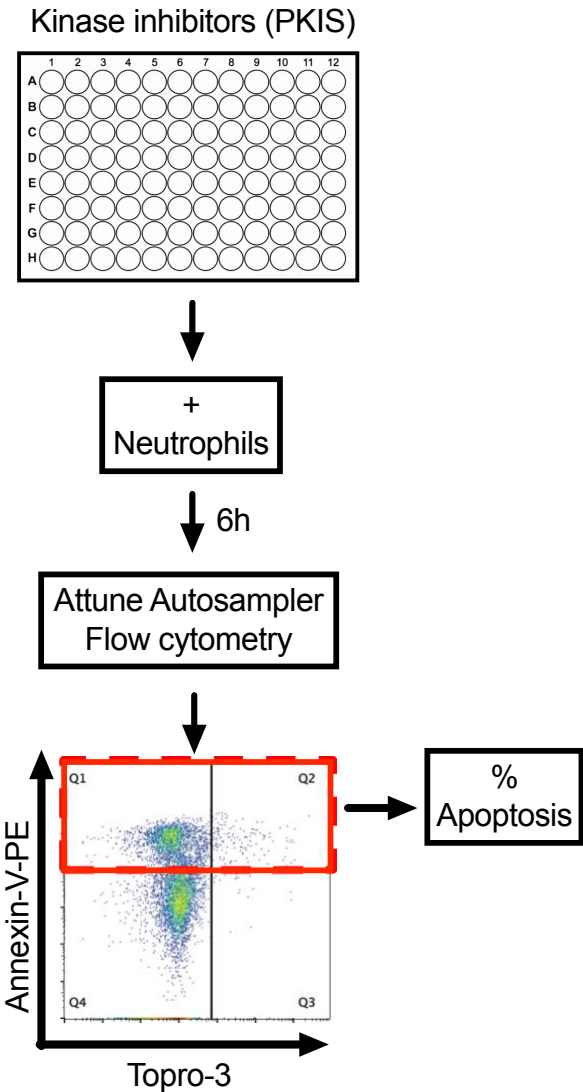 Kinase inhibitors (PKIS)
1 2 3 4 5 6 7 8 9 10 11 12
A
B
C
D
E
F
G
H
+
Neutrophils
6h
Attune Autosampler
Flow cytometry
Q1 Q2
%
Apoptosis
Annexin-V-PE
Q4 Q3
Topro-3